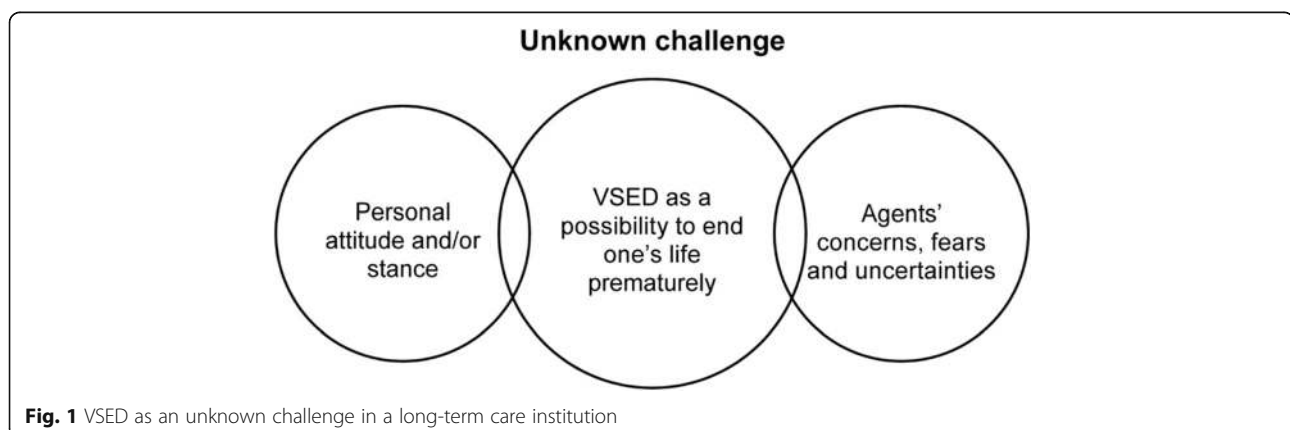 Unknown challenge
Personal
attitude and/or
stance
VSED as a
possibility to end
one's life
prematurely
Agents'
concerns, fears
and uncertainties
Fig. 1 VSED as an unknown challenge in a long-term care institution